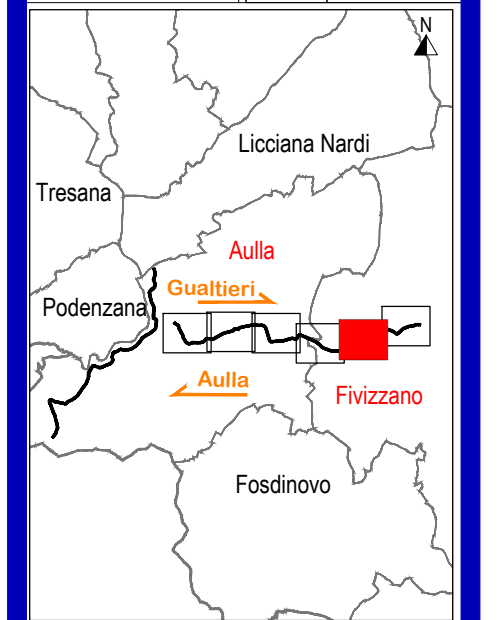 N
Licciana Nardi
Tresana
Aulla
Gualtieri
Podenzana
Aulla
Fivizzano
Fosdinovo